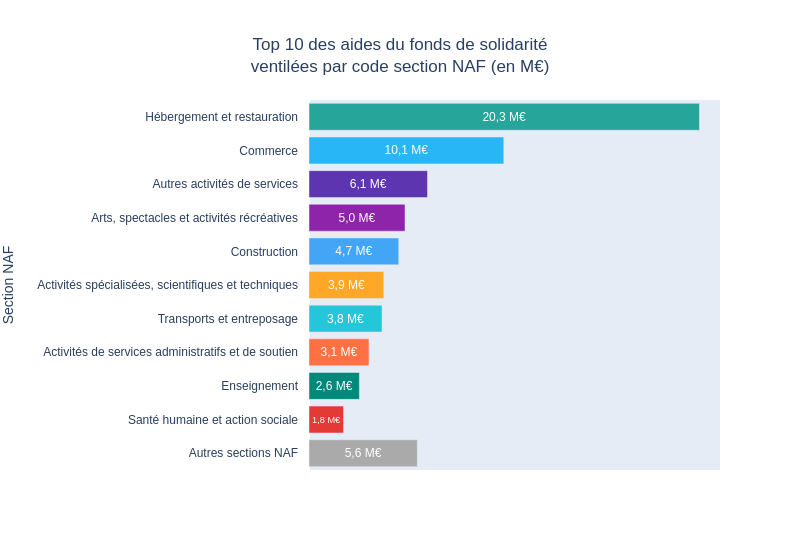 Top 10 des aides du fonds de solidarité
ventilées par code section NAF (en M€)
Section NAF
Hébergement et restauration 20,3 M€
Commerce 10,1 M€
Autres activités de services 6,1 M€
Arts, spectacles et activités récréatives 5,0 M€
Construction 4,7 M€
Activités spécialisées, scientifiques et techniques 3,9 M€
Transports et entreposage 3,8 M€
Activités de services administratifs et de soutien 3,1 M€
Enseignement 2,6 M€
Santé humaine et action sociale 1,8 M€
Autres sections NAF 5,6 M€